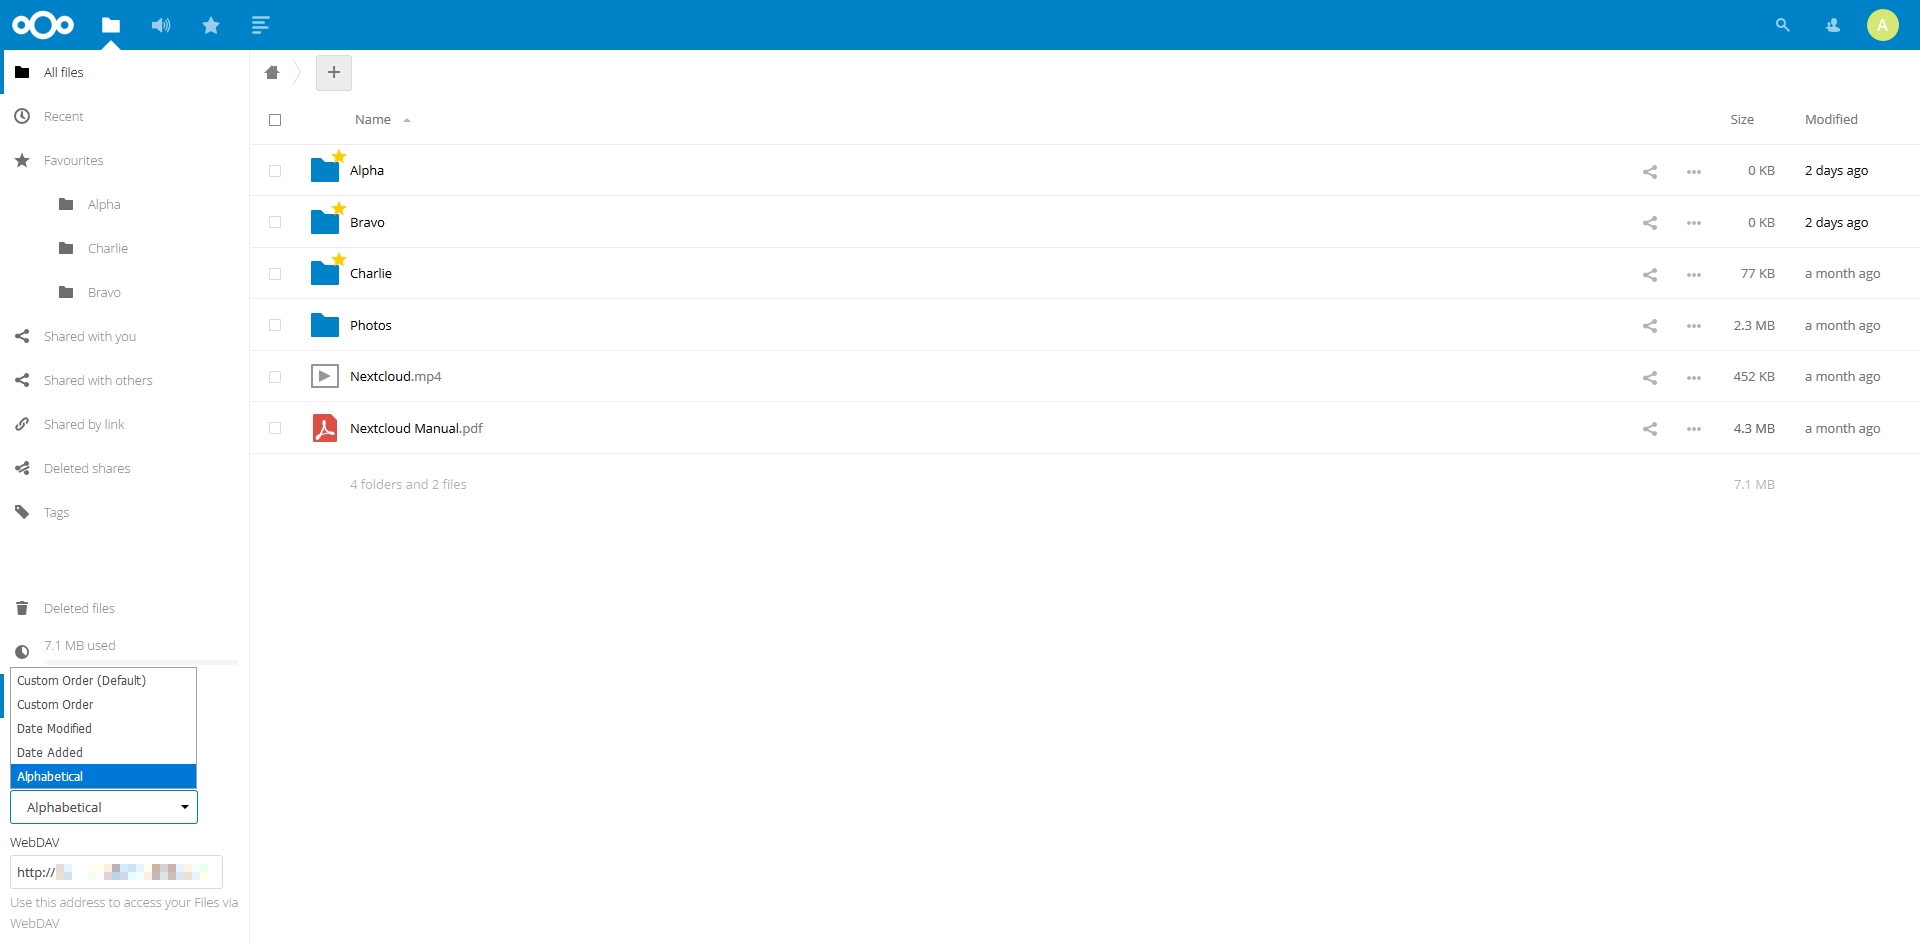 A
All files
Recent
Favourites
Alpha
Charlie
Bravo
Shared with you
Shared with others
Shared by link
Deleted shares
Tags
Deleted files
7.1 MB used
Custom Order (Default)
Custom Order
Date Modified
Date Added
Alphabetical
Alphabetical
WebDAV
http://
Use this address to access your Files via
WebDAV
+
Name Size Modified
Alpha 0 KB 2 days ago
Bravo 0 KB 2 days ago
Charlie 77 KB a month ago
Photos 2.3 MB a month ago
Nextcloud.mp4 452 KB a month ago
Nextcloud Manual.pdf 4.3 MB a month ago
4 folders and 2 files 7.1 MB